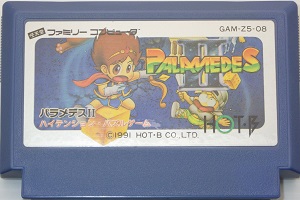 ファミリーコンピュータ
GAM-Z5-08
PALAMEDES
II
HOT・B
パラメデスII
ハイテンション・パズルゲーム
©1991 HOT-B CO.,LTD.